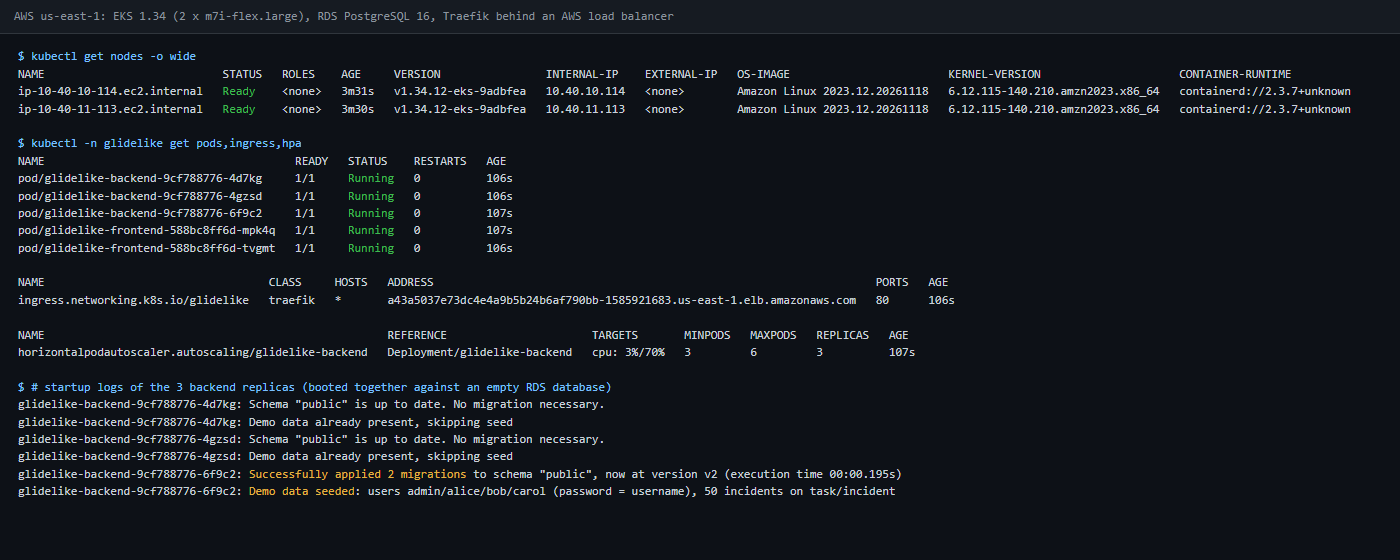 AWS us-east-1: EKS 1.34 (2 x m7i-flex.large), RDS PostgreSQL 16, Traefik behind an AWS load balancer
$ kubectl get nodes -o wide
NAME STATUS ROLES AGE VERSION INTERNAL-IP EXTERNAL-IP OS-IMAGE KERNEL-VERSION CONTAINER-RUNTIME
ip-10-40-10-114.ec2.internal Ready <none> 3m31s v1.34.12-eks-9adbfea 10.40.10.114 <none> Amazon Linux 2023.12.20261118 6.12.115-140.210.amzn2023.x86_64 containerd://2.3.7+unknown
ip-10-40-11-113.ec2.internal Ready <none> 3m30s v1.34.12-eks-9adbfea 10.40.11.113 <none> Amazon Linux 2023.12.20261118 6.12.115-140.210.amzn2023.x86_64 containerd://2.3.7+unknown
$ kubectl -n glidelike get pods,ingress,hpa
NAME READY STATUS RESTARTS AGE
pod/glidelike-backend-9cf788776-4d7kg 1/1 Running 0 106s
pod/glidelike-backend-9cf788776-4gzsd 1/1 Running 0 106s
pod/glidelike-backend-9cf788776-6f9c2 1/1 Running 0 107s
pod/glidelike-frontend-588bc8ff6d-mpk4q 1/1 Running 0 107s
pod/glidelike-frontend-588bc8ff6d-tvgmt 1/1 Running 0 106s
NAME CLASS HOSTS ADDRESS PORTS AGE
ingress.networking.k8s.io/glidelike traefik * a43a5037e73dc4e4a9b5b24b6af790bb-1585921683.us-east-1.elb.amazonaws.com 80 106s
NAME REFERENCE TARGETS MINPODS MAXPODS REPLICAS AGE
horizontalpodautoscaler.autoscaling/glidelike-backend Deployment/glidelike-backend cpu: 3%/70% 3 6 3 107s
$ # startup logs of the 3 backend replicas (booted together against an empty RDS database)
glidelike-backend-9cf788776-4d7kg: Schema "public" is up to date. No migration necessary.
glidelike-backend-9cf788776-4d7kg: Demo data already present, skipping seed
glidelike-backend-9cf788776-4gzsd: Schema "public" is up to date. No migration necessary.
glidelike-backend-9cf788776-4gzsd: Demo data already present, skipping seed
glidelike-backend-9cf788776-6f9c2: Successfully applied 2 migrations to schema "public", now at version v2 (execution time 00:00.195s)
glidelike-backend-9cf788776-6f9c2: Demo data seeded: users admin/alice/bob/carol (password = username), 50 incidents on task/incident